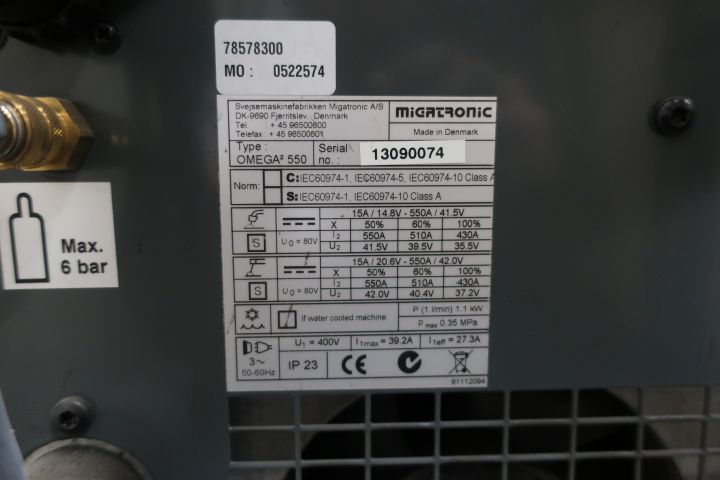 78578300
MO : 0522574
Svejsemaskinefabrikken Migatronic A/S
DK-9690 Fjerritslev, Denmark
Tel : + 45 96500600
Telefax : + 45 96500601
MIGATRONIC
Made in Denmark
Type :
OMEGA² 550
Serial no. : 13090074
Norm:
C: IEC60974-1, IEC60974-5, IEC60974-10 Class A
S: IEC60974-1, IEC60974-10 Class A
15A / 14.8V - 550A / 41.5V
X 50% 60% 100%
S U0 = 80V
I2 550A 510A 430A
U2 41.5V 39.5V 35.5V
15A / 20.6V - 550A / 42.0V
X 50% 60% 100%
S U0 = 80V
I2 550A 510A 430A
U2 42.0V 40.4V 37.2V
If water cooled machine:
P (1 l/min) 1.1 kW
P max 0.35 MPa
3~
50-60Hz
U1 = 400V I1max = 39.2A I1eff = 27.3A
IP 23
CE
81112094
Max.
6 bar